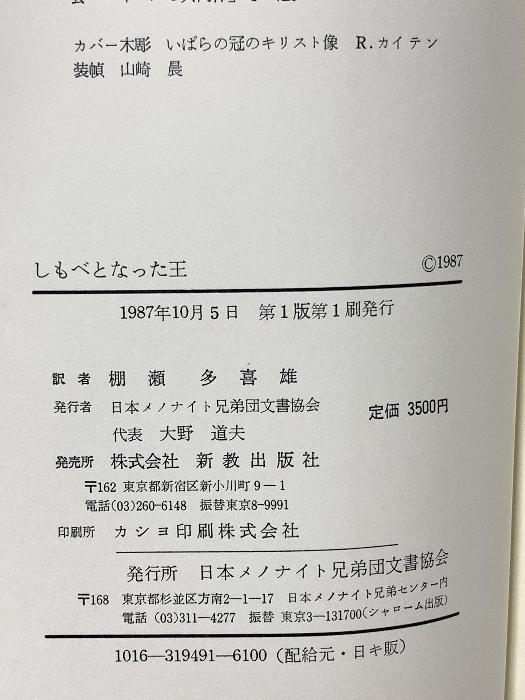 カバー木彫 いばらの冠のキリスト像 R.カイテン
装幀 山崎 晨
しもべとなった王 ©1987
1987年10月5日 第1版第1刷発行
訳者 棚瀬 多喜雄
発行者 日本メノナイト兄弟団文書協会 定価 3500円
代表 大野 道夫
発売所 株式会社 新教出版社
〒162 東京都新宿区新小川町9-1
電話(03)260-6148 振替東京8-9991
印刷所 カシヨ印刷株式会社
発行所 日本メノナイト兄弟団文書協会
〒168 東京都杉並区方南2-1-17 日本メノナイト兄弟センター内
電話(03)311-4277 振替 東京3-131700(シャローム出版)
1016-319491-6100(配給元・日キ販)